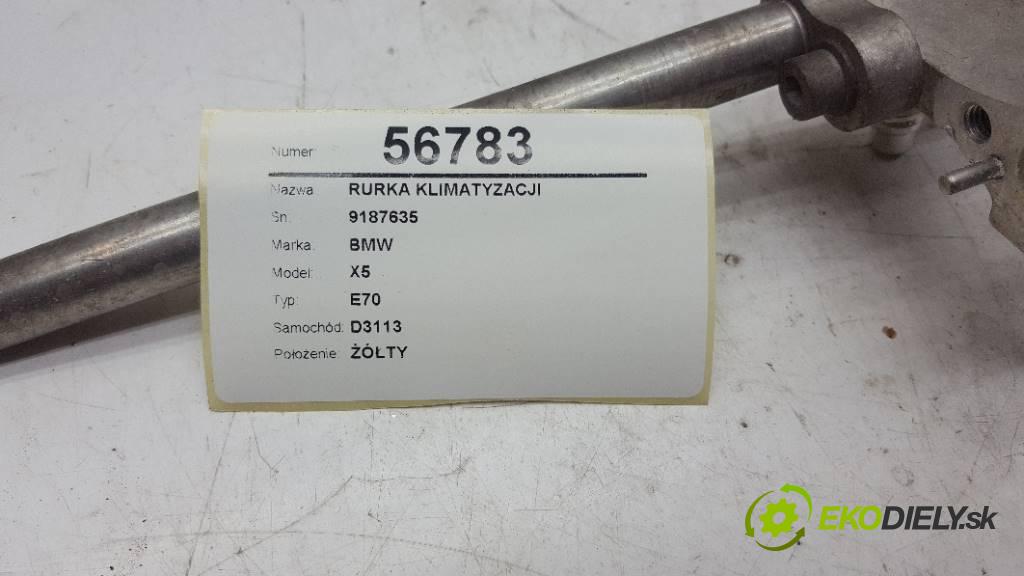 Numer: 56783
Nazwa: RURKA KLIMATYZACJI
Sn: 9187635
Marka: BMW
Model: X5
Typ: E70
Samochód: D3113
Położenie: ŻÓŁTY
EKODIELY.sk